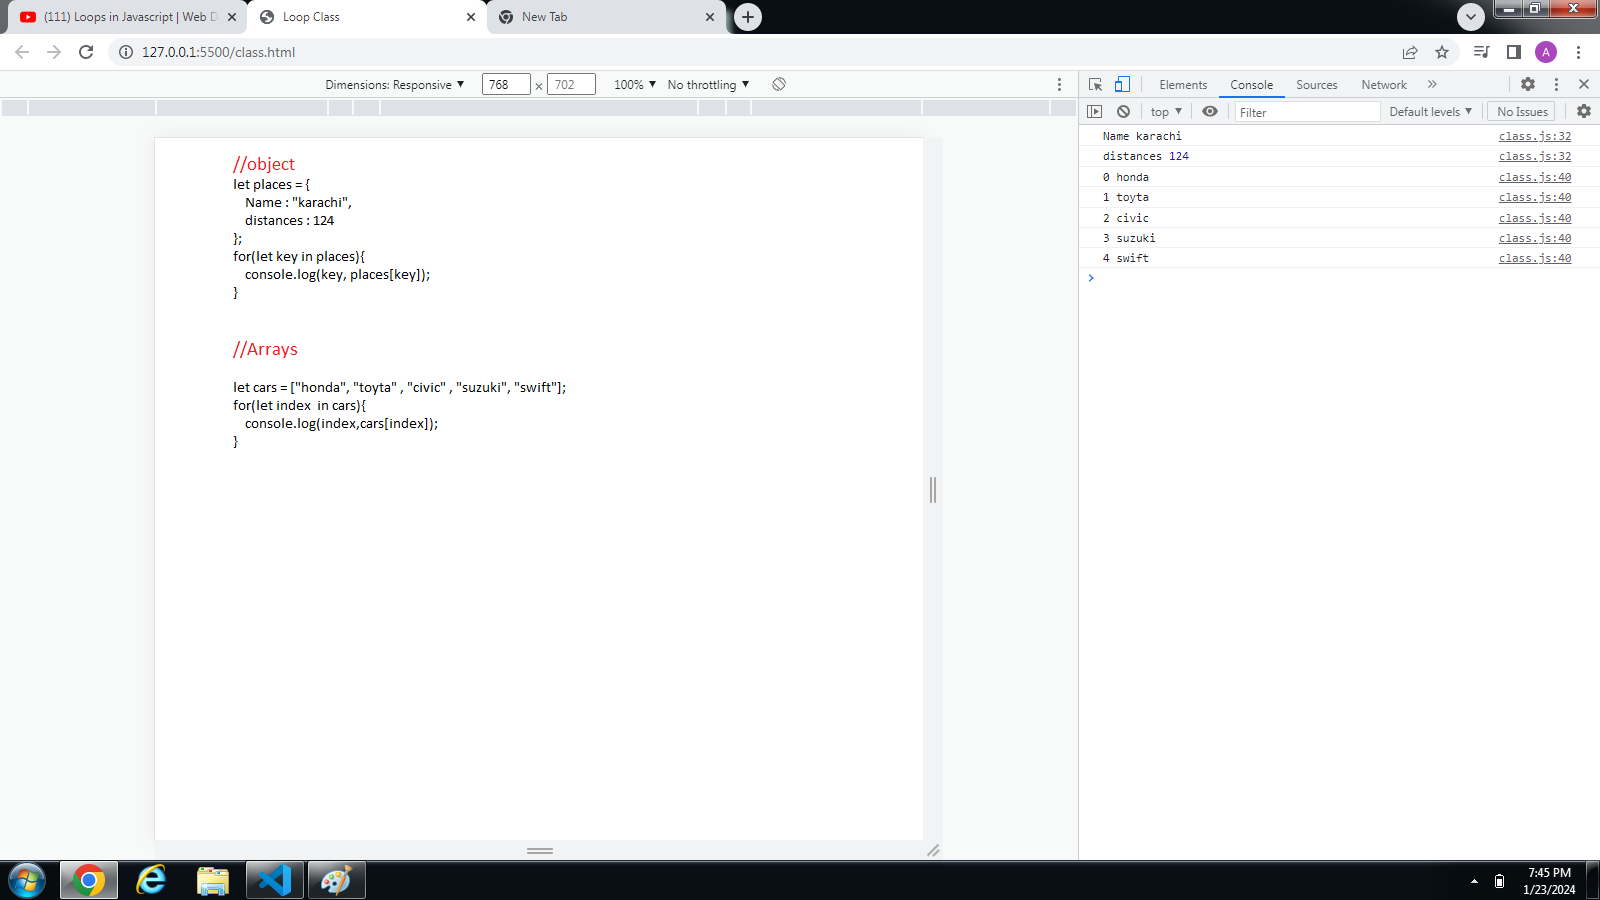 (111) Loops in Javascript | Web D
Loop Class
New Tab
127.0.0.1:5500/class.html
A
Dimensions: Responsive ▼ 768 × 702 100% ▼ No throttling ▼
Elements Console Sources Network »
top ▼ Filter Default levels ▼ No Issues
//object
let places = {
Name : "karachi",
distances : 124
};
for(let key in places){
console.log(key, places[key]);
}
//Arrays
let cars = ["honda", "toyta" , "civic" , "suzuki", "swift"];
for(let index  in cars){
console.log(index,cars[index]);
}
Name karachi class.js:32
distances 124 class.js:32
0 honda class.js:40
1 toyta class.js:40
2 civic class.js:40
3 suzuki class.js:40
4 swift class.js:40
7:45 PM
1/23/2024